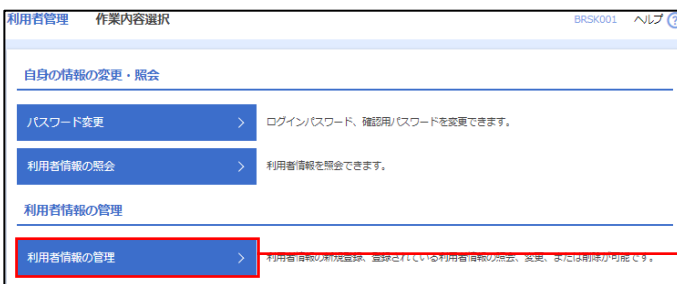 利用者管理 作業内容選択 BRSK001 ヘルプ ?
自身の情報の変更・照会
パスワード変更 ログインパスワード、確認用パスワードを変更できます。
利用者情報の照会 利用者情報を照会できます。
利用者情報の管理
利用者情報の管理 利用者情報の新規登録、登録されている利用者情報の照会、変更、または削除が可能です。